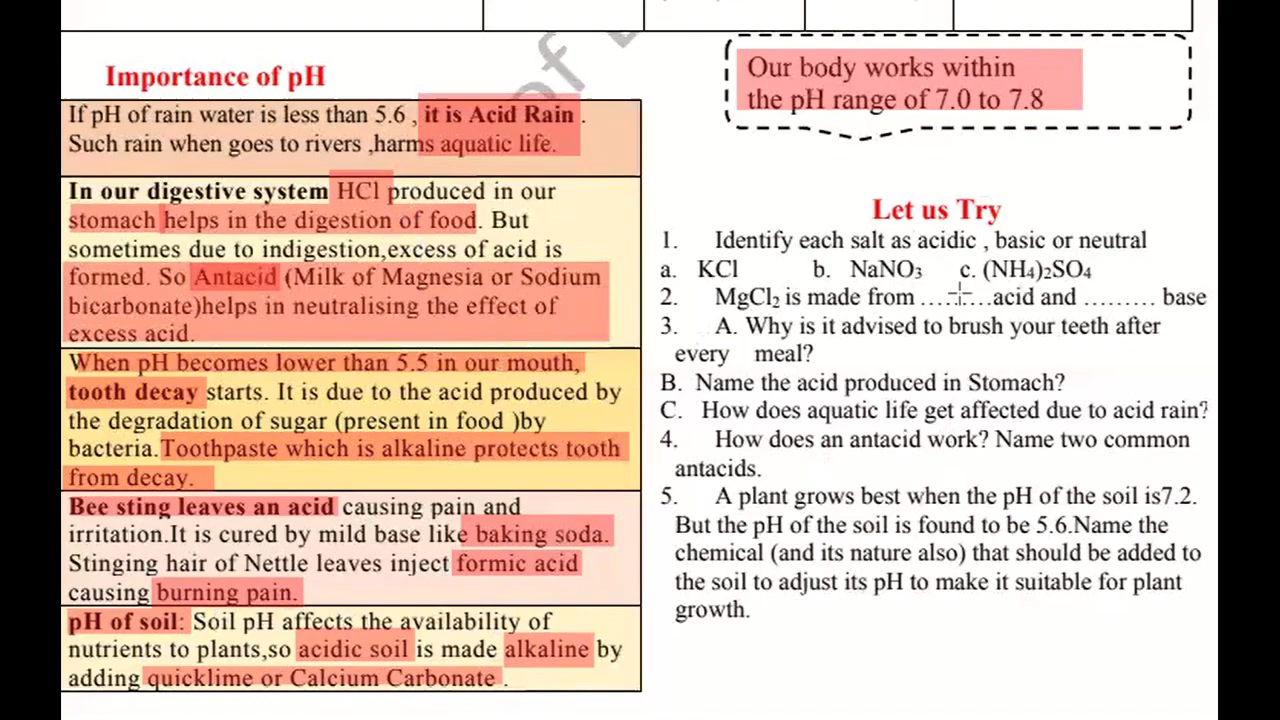 Importance of pH
If pH of rain water is less than 5.6 , it is Acid Rain .
Such rain when goes to rivers ,harms aquatic life.
In our digestive system HCl produced in our
stomach helps in the digestion of food. But
sometimes due to indigestion,excess of acid is
formed. So Antacid (Milk of Magnesia or Sodium
bicarbonate)helps in neutralising the effect of
excess acid.
When pH becomes lower than 5.5 in our mouth,
tooth decay starts. It is due to the acid produced by
the degradation of sugar (present in food )by
bacteria.Toothpaste which is alkaline protects tooth
from decay.
Bee sting leaves an acid causing pain and
irritation.It is cured by mild base like baking soda.
Stinging hair of Nettle leaves inject formic acid
causing burning pain.
pH of soil: Soil pH affects the availability of
nutrients to plants,so acidic soil is made alkaline by
adding quicklime or Calcium Carbonate .
of
Our body works within
the pH range of 7.0 to 7.8
Let us Try
1. Identify each salt as acidic , basic or neutral
a. KCl b. NaNO₃ c. (NH₄)₂SO₄
2. MgCl₂ is made from ..........acid and ......... base
3. A. Why is it advised to brush your teeth after
every meal?
B. Name the acid produced in Stomach?
C. How does aquatic life get affected due to acid rain?
4. How does an antacid work? Name two common
antacids.
5. A plant grows best when the pH of the soil is7.2.
But the pH of the soil is found to be 5.6.Name the
chemical (and its nature also) that should be added to
the soil to adjust its pH to make it suitable for plant
growth.